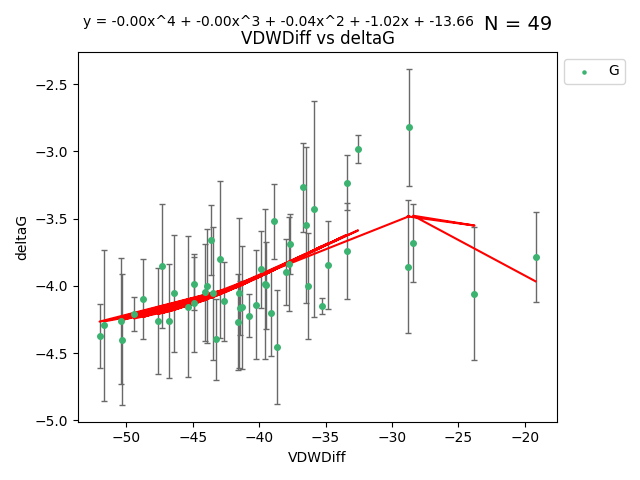 y = -0.00x^4 + -0.00x^3 + -0.04x^2 + -1.02x + -13.66 N = 49
VDWDiff vs deltaG
G
deltaG
−2.5
−3.0
−3.5
−4.0
−4.5
−5.0
−50 −45 −40 −35 −30 −25 −20
VDWDiff